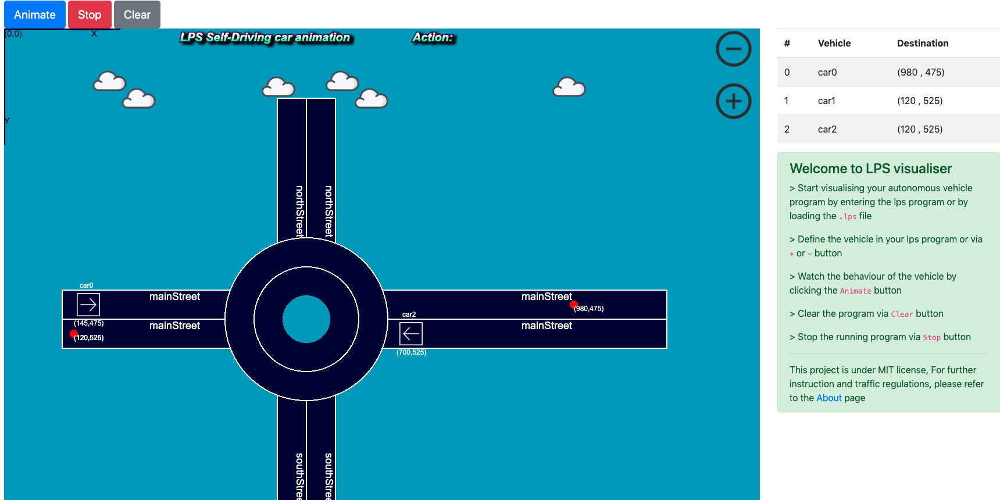 Animate Stop Clear
(0,0) X
LPS Self-Driving car animation Action:
Y
northStreet northStreet
car0
mainStreet
(145,475)
mainStreet
(120,525)
mainStreet
(980,475)
car2
mainStreet
(700,525)
southStree southStree
# Vehicle Destination
0 car0 (980 , 475)
1 car1 (120 , 525)
2 car2 (120 , 525)
Welcome to LPS visualiser
> Start visualising your autonomous vehicle
program by entering the lps program or by
loading the .lps file
> Define the vehicle in your lps program or via
+ or - button
> Watch the behaviour of the vehicle by
clicking the Animate button
> Clear the program via Clear button
> Stop the running program via Stop button
This project is under MIT license, For further
instruction and traffic regulations, please refer
to the About page